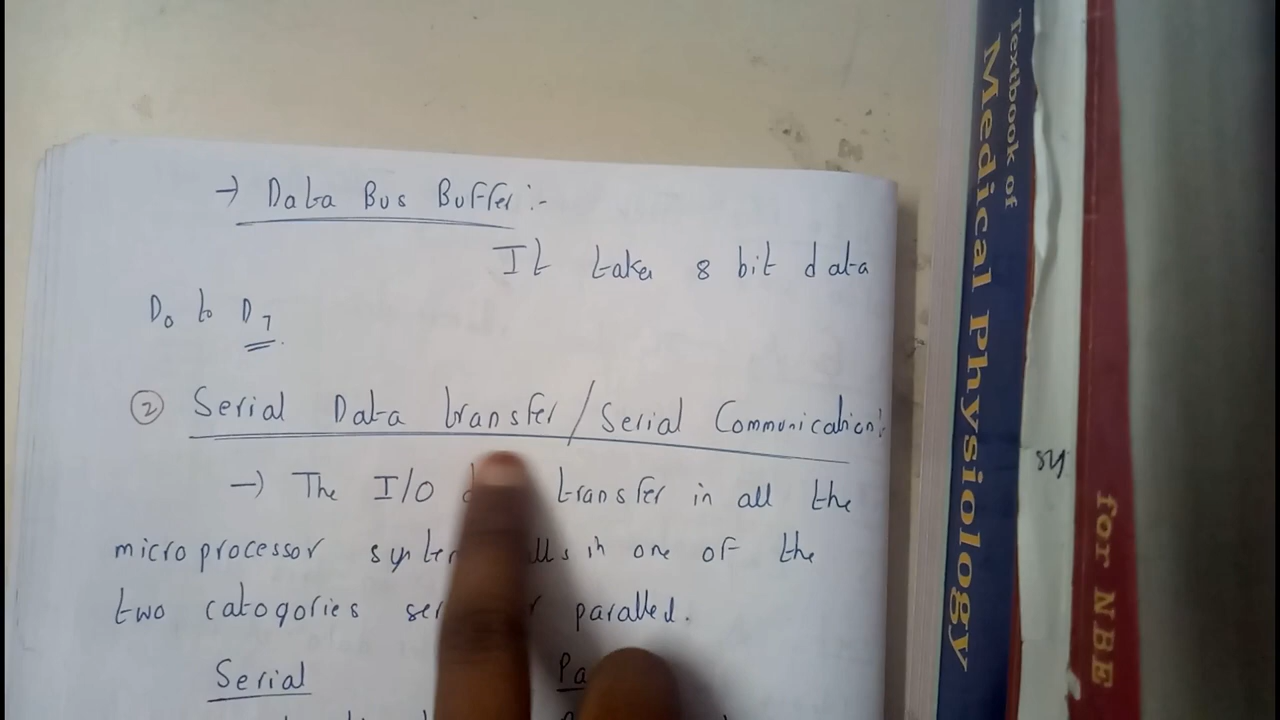 → Data Bus Buffer :-
It takes 8 bit data
D0 to D7
② Serial Data transfer / Serial Communication :
→ The I/O transfer in all the
microprocessor in one of the
two catogories parallel.
Serial
Textbook of
Medical Physiology
for NBE